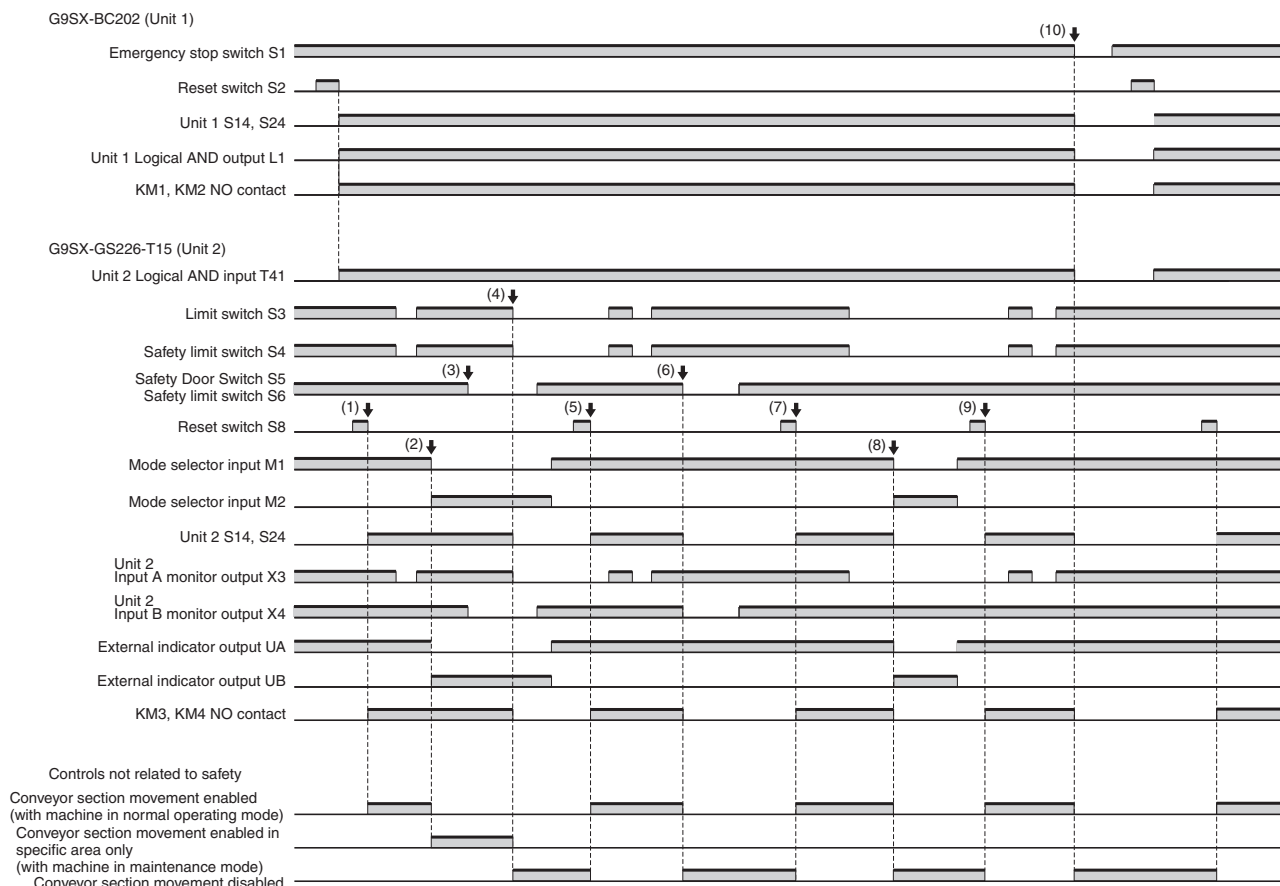 G9SX-BC202 (Unit 1)
(10)
Emergency stop switch S1
Reset switch S2
Unit 1 S14, S24
Unit 1 Logical AND output L1
KM1, KM2 NO contact
G9SX-GS226-T15 (Unit 2)
Unit 2 Logical AND input T41
(4)
Limit switch S3
Safety limit switch S4
(3)
(6)
Safety Door Switch S5
Safety limit switch S6
(1)
(5)
(7)
(9)
Reset switch S8
(2)
(8)
Mode selector input M1
Mode selector input M2
Unit 2 S14, S24
Unit 2
Input A monitor output X3
Unit 2
Input B monitor output X4
External indicator output UA
External indicator output UB
KM3, KM4 NO contact
Controls not related to safety
Conveyor section movement enabled
(with machine in normal operating mode)
Conveyor section movement enabled in
specific area only
(with machine in maintenance mode)
Conveyor section movement disabled